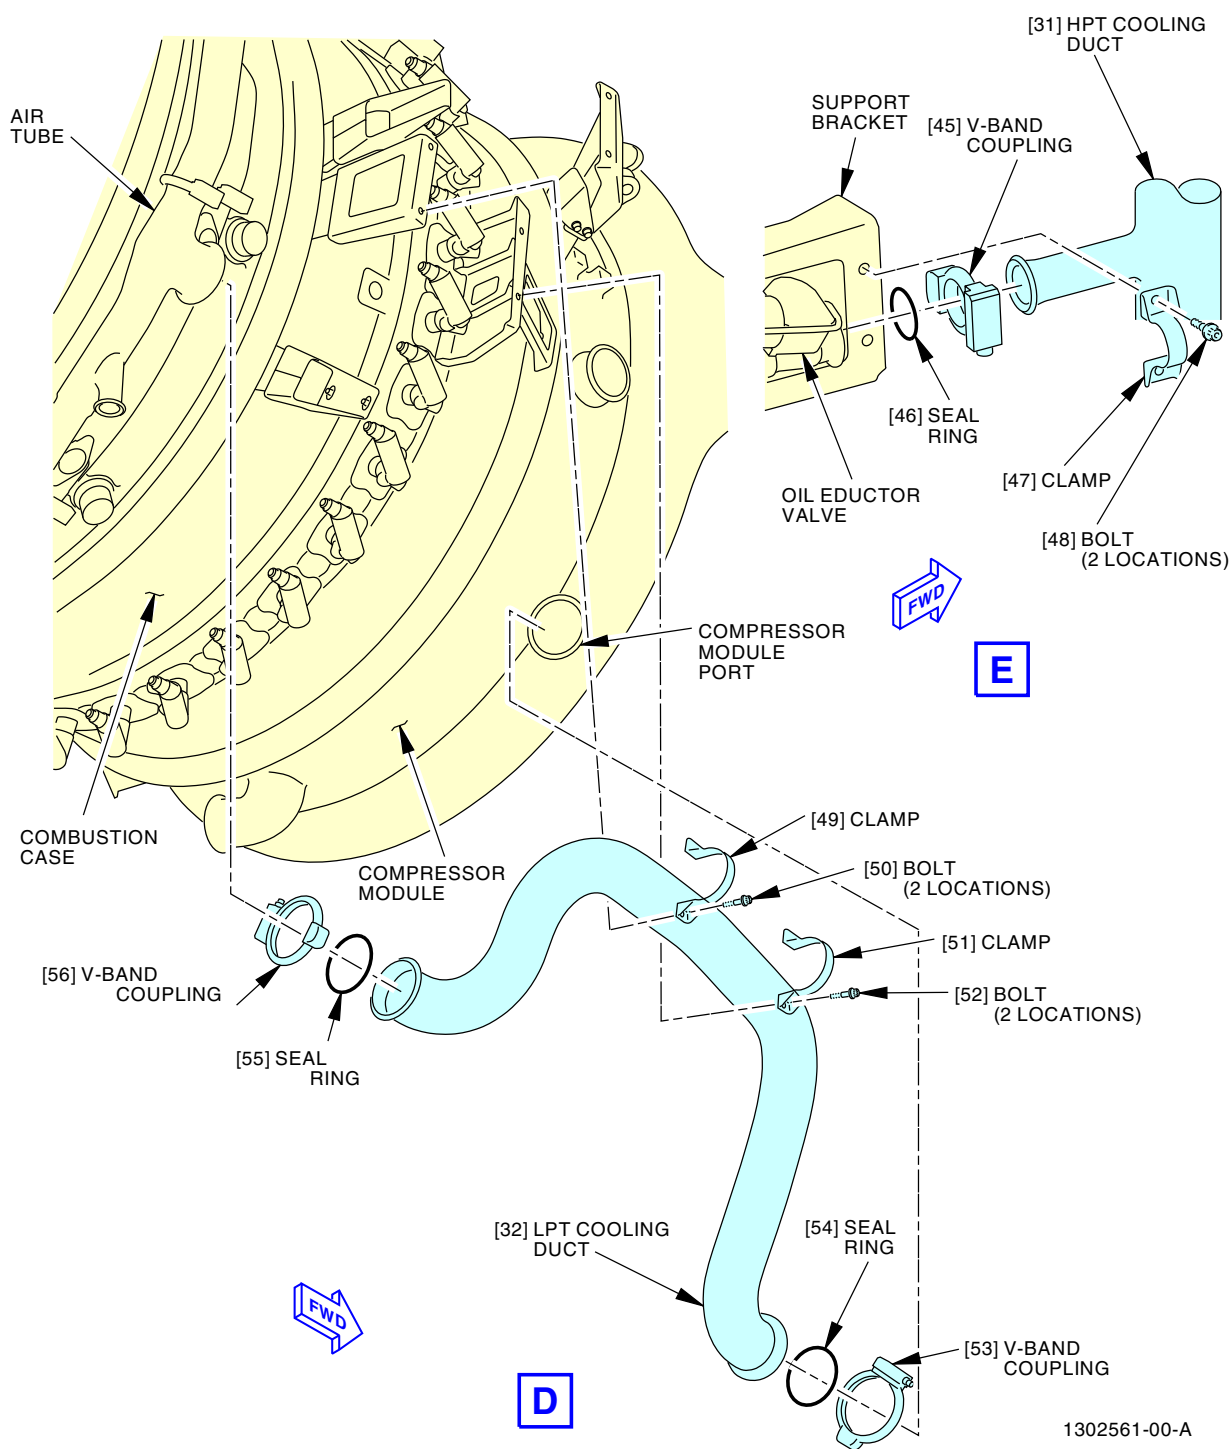 [31] HPT COOLING
DUCT
AIR
TUBE
SUPPORT
BRACKET
[45] V-BAND
COUPLING
[46] SEAL
RING
[47] CLAMP
OIL EDUCTOR
VALVE
[48] BOLT
(2 LOCATIONS)
FWD
E
COMPRESSOR
MODULE
PORT
COMBUSTION
CASE
COMPRESSOR
MODULE
[49] CLAMP
[50] BOLT
(2 LOCATIONS)
[51] CLAMP
[52] BOLT
(2 LOCATIONS)
[56] V-BAND
COUPLING
[55] SEAL
RING
[32] LPT COOLING
DUCT
[54] SEAL
RING
FWD
[53] V-BAND
COUPLING
D
1302561-00-A